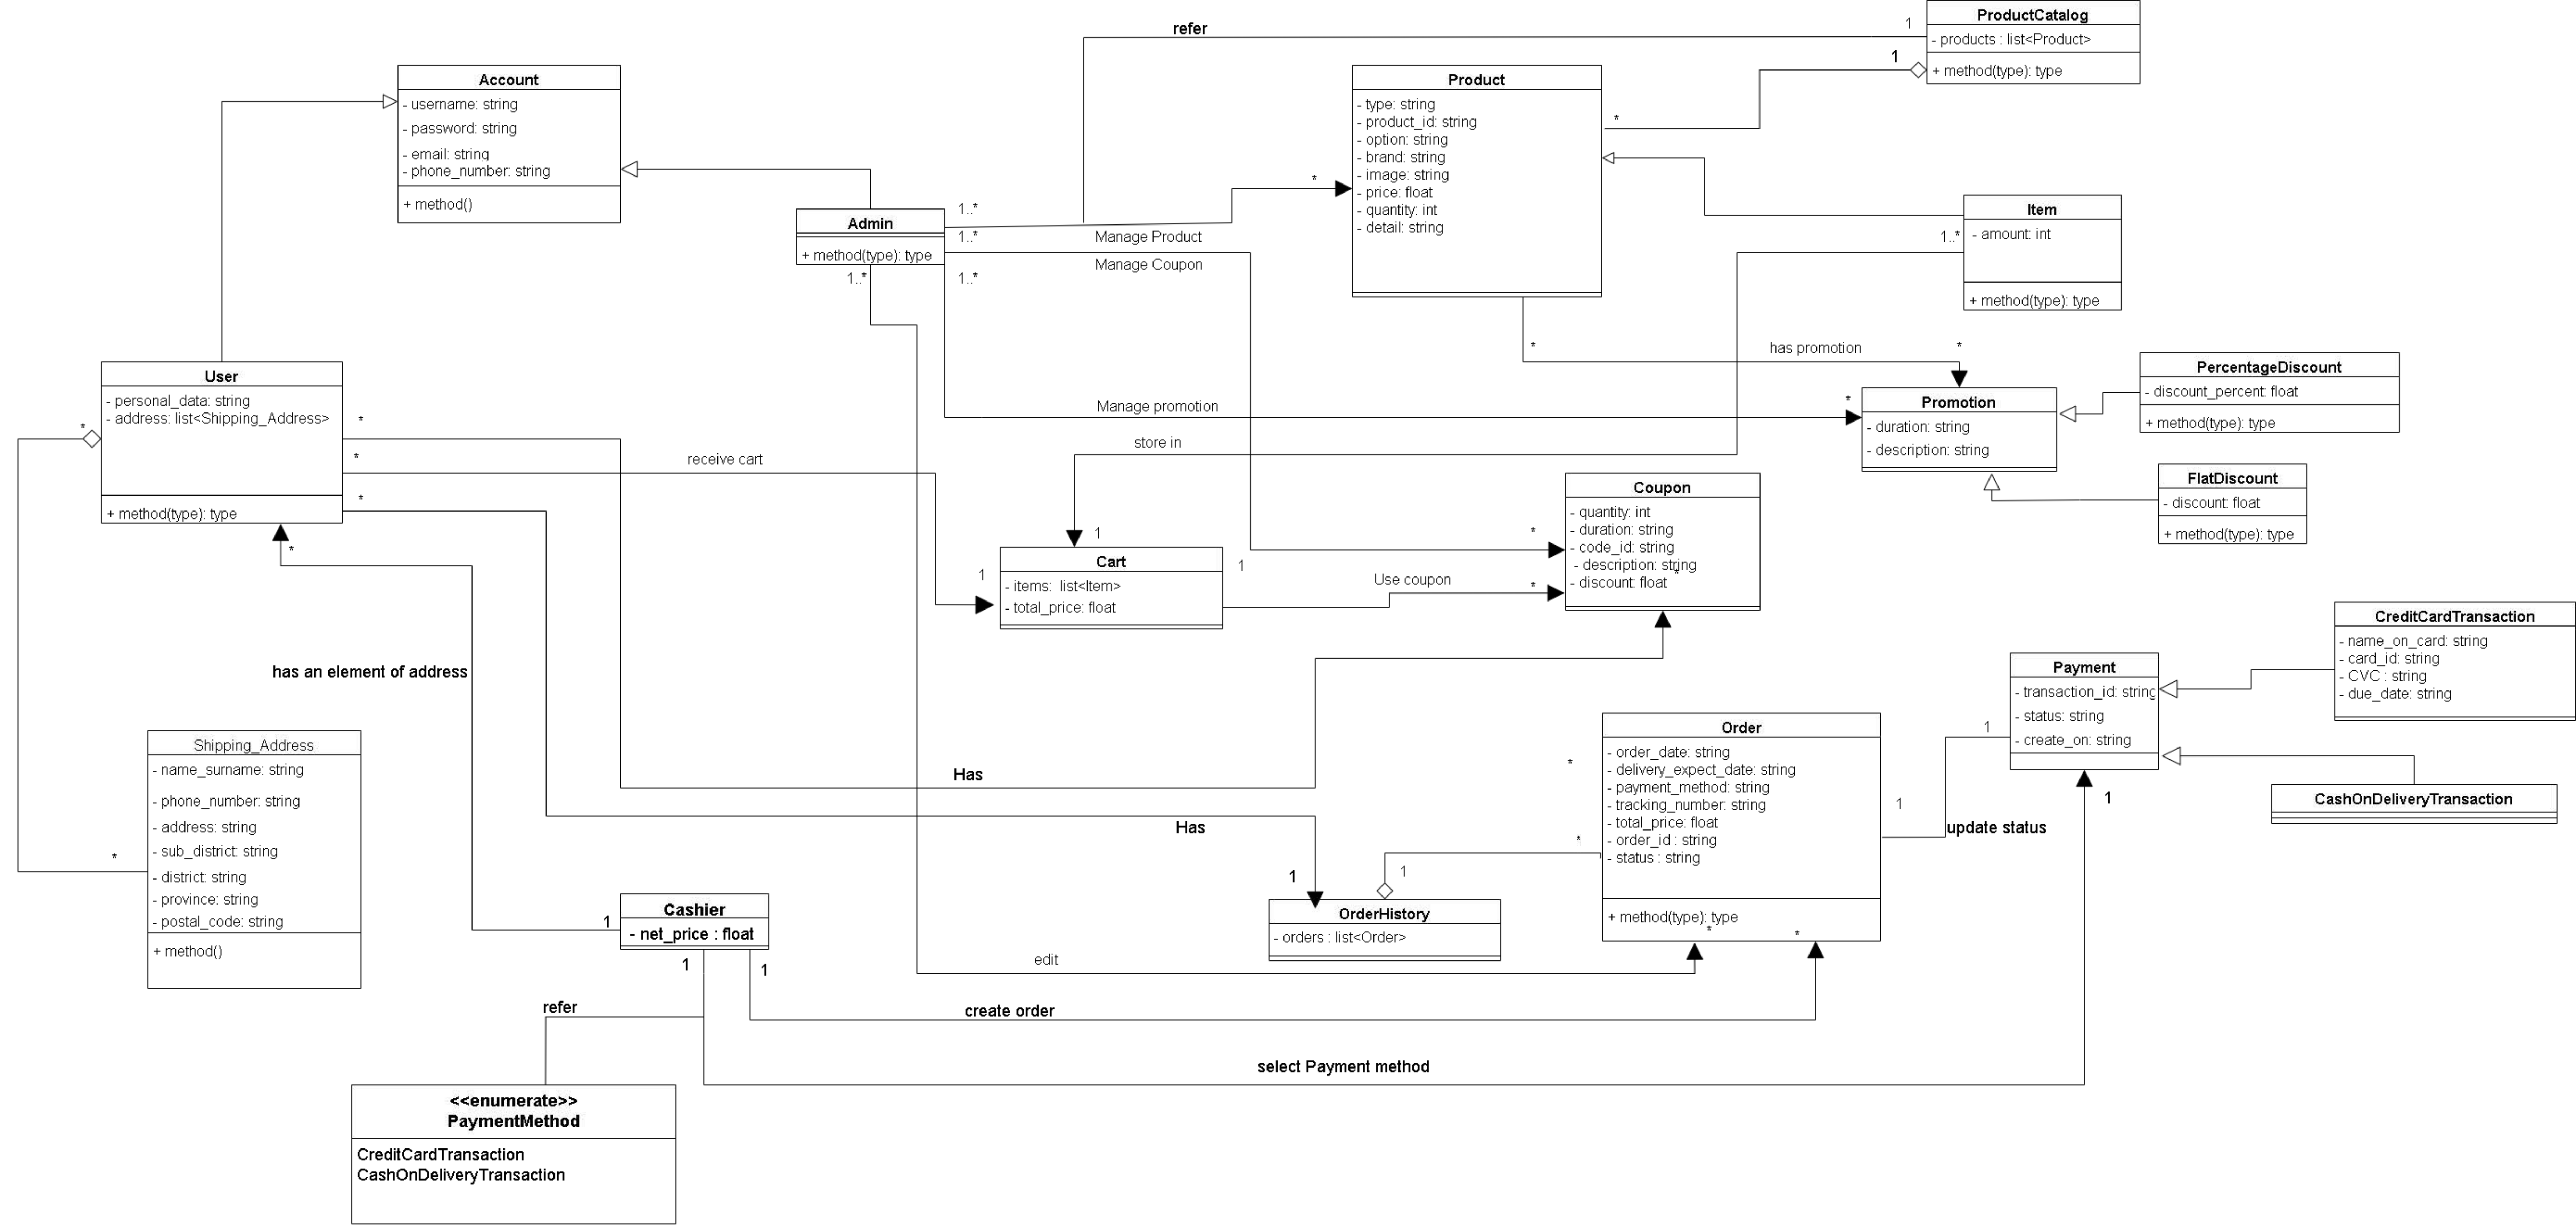 refer
1
ProductCatalog
- products : list<Product>
+ method(type): type
1
*
Account
- username: string
- password: string
- email: string
- phone_number: string
+ method()
Product
- type: string
- product_id: string
- option: string
- brand: string
- image: string
- price: float
- quantity: int
- detail: string
*
Admin
+ method(type): type
1..*
1..*
1..*
1..*
Manage Product
Manage Coupon
Item
- amount: int
+ method(type): type
1..*
*
has promotion
*
User
- personal_data: string
- address: list<Shipping_Address>
+ method(type): type
*
*
*
*
*
receive cart
Manage promotion
*
store in
Promotion
- duration: string
- description: string
PercentageDiscount
- discount_percent: float
+ method(type): type
FlatDiscount
- discount: float
+ method(type): type
Coupon
- quantity: int
- duration: string
- code_id: string
- description: string
- discount: float
*
*
*
1
1
Cart
- items: list<Item>
- total_price: float
1
Use coupon
has an element of address
Has
Has
CreditCardTransaction
- name_on_card: string
- card_id: string
- CVC : string
- due_date: string
Payment
- transaction_id: string
- status: string
- create_on: string
1
1
CashOnDeliveryTransaction
Order
- order_date: string
- delivery_expect_date: string
- payment_method: string
- tracking_number: string
- total_price: float
- order_id : string
- status : string
+ method(type): type
*
*
*
*
1
update status
Shipping_Address
- name_surname: string
- phone_number: string
- address: string
- sub_district: string
- district: string
- province: string
- postal_code: string
+ method()
*
Cashier
- net_price : float
1
1
1
1
1
OrderHistory
- orders : list<Order>
edit
refer
create order
select Payment method
<<enumerate>>
PaymentMethod
CreditCardTransaction
CashOnDeliveryTransaction